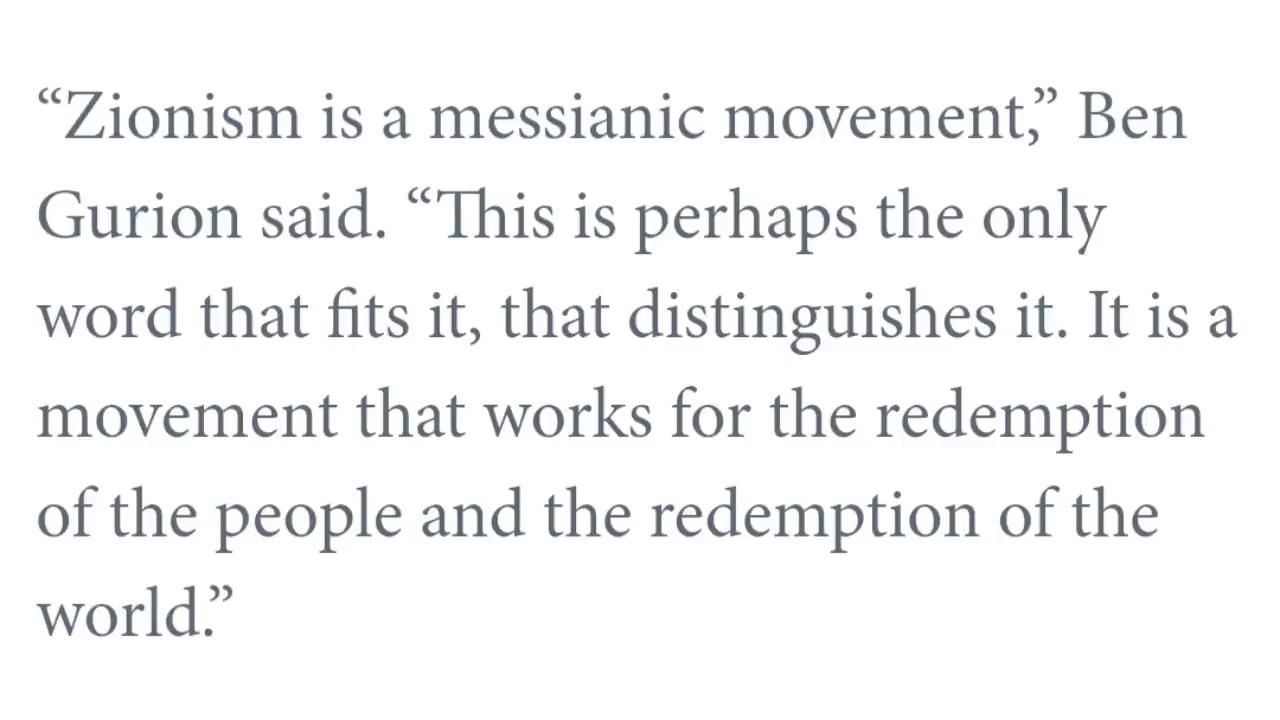 “Zionism is a messianic movement,” Ben
Gurion said. “This is perhaps the only
word that fits it, that distinguishes it. It is a
movement that works for the redemption
of the people and the redemption of the
world.”